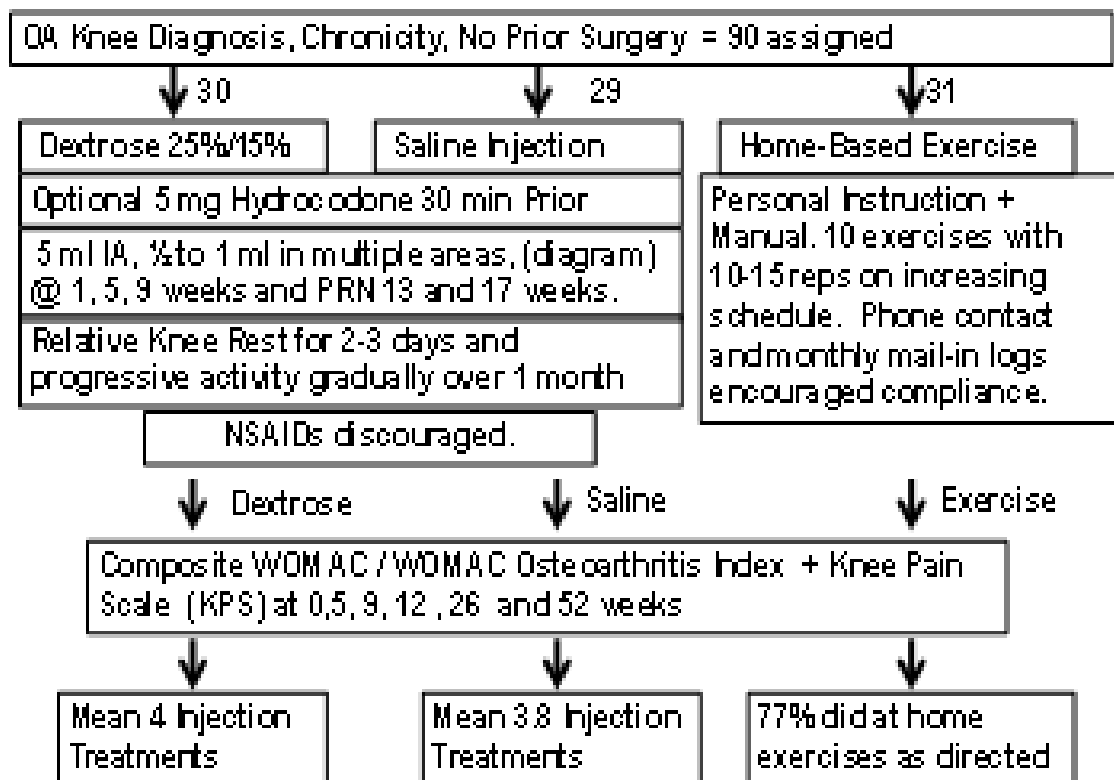 OA Knee Diagnosis, Chronicity, No Prior Surgery = 90 assigned
30
29
31
Dextrose 25%/15%
Saline Injection
Home-Based Exercise
Optional 5 mg Hydrocodone 30 min Prior
5 ml IA, ½ to 1 ml in multiple areas, (diagram)
@ 1, 5, 9 weeks and PRN 13 and 17 weeks.
Relative Knee Rest for 2-3 days and
progressive activity gradually over 1 month
Personal Instruction +
Manual. 10 exercises with
10-15 reps on increasing
schedule. Phone contact
and monthly mail-in logs
encouraged compliance.
NSAIDs discouraged.
Dextrose
Saline
Exercise
Composite WOMAC / WOMAC Osteoarthritis Index + Knee Pain
Scale (KPS) at 0,5, 9, 12, 26 and 52 weeks
Mean 4 Injection
Treatments
Mean 3.8 Injection
Treatments
77% did at home
exercises as directed